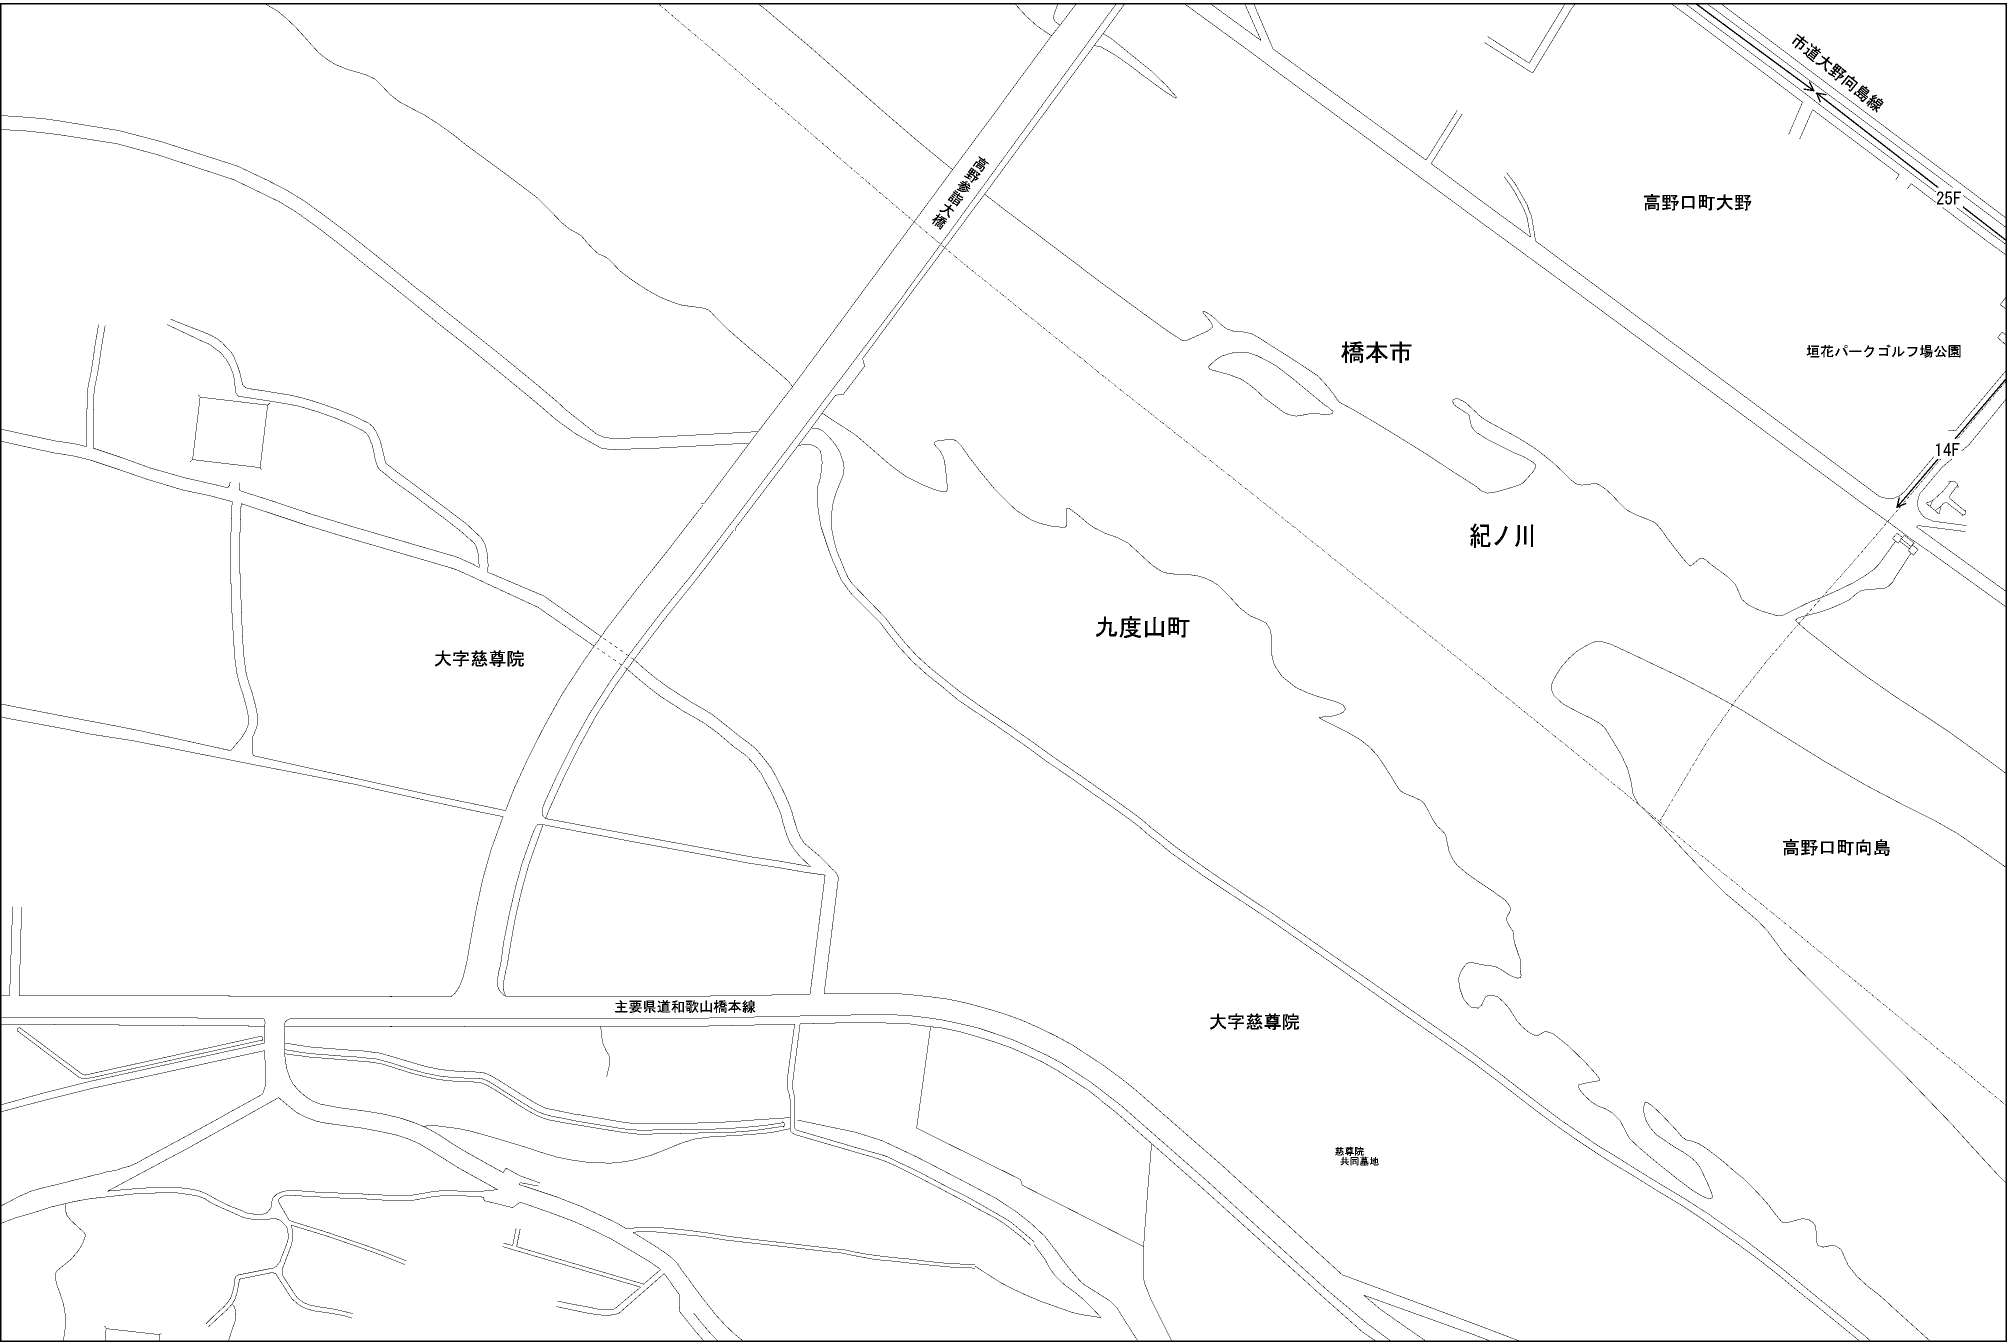 市道大野向島線
高野参詣大橋
25F
高野口町大野
橋本市
垣花パークゴルフ場公園
14F
紀ノ川
九度山町
大字慈尊院
高野口町向島
主要県道和歌山橋本線
大字慈尊院
慈尊院
共同墓地